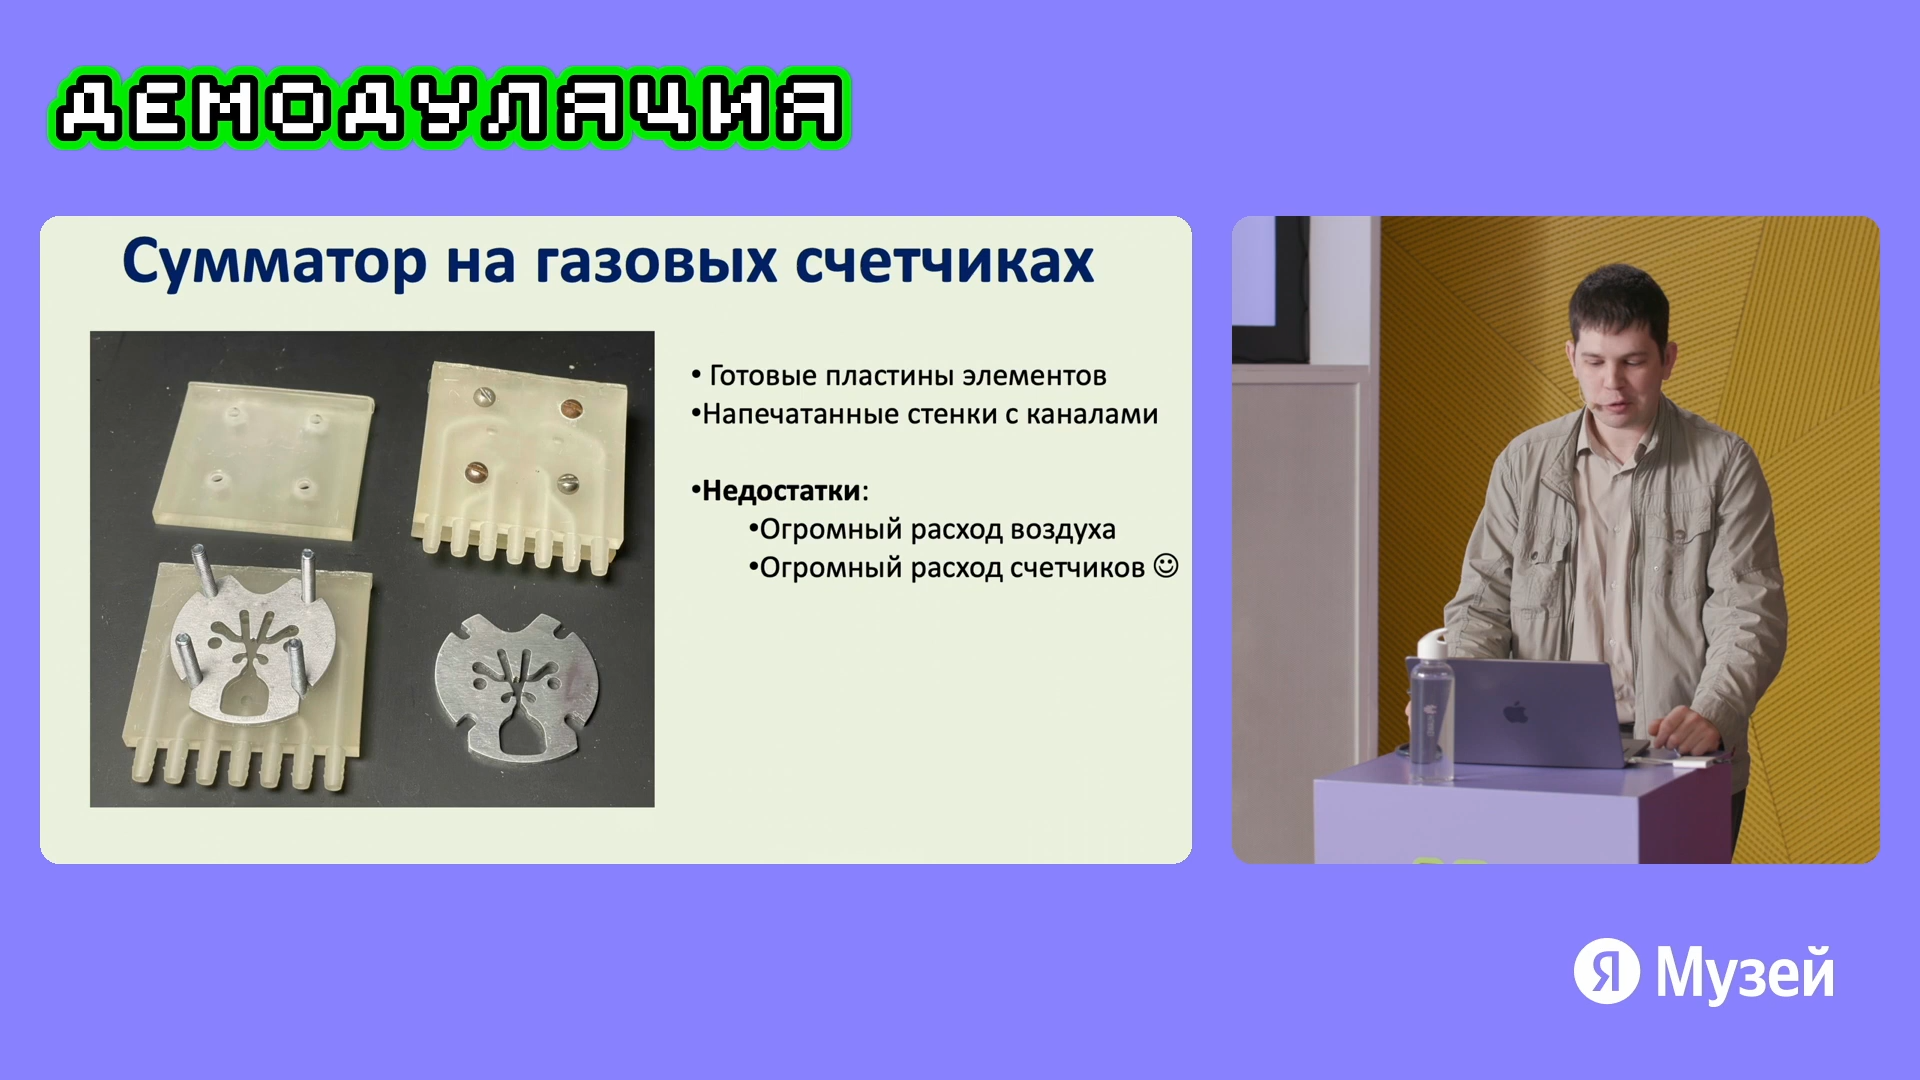 ДЕМОДУЛЯЦИЯ
Сумматор на газовых счетчиках
• Готовые пластины элементов
•Напечатанные стенки с каналами
•Недостатки:
•Огромный расход воздуха
•Огромный расход счетчиков ☺
Я Музей